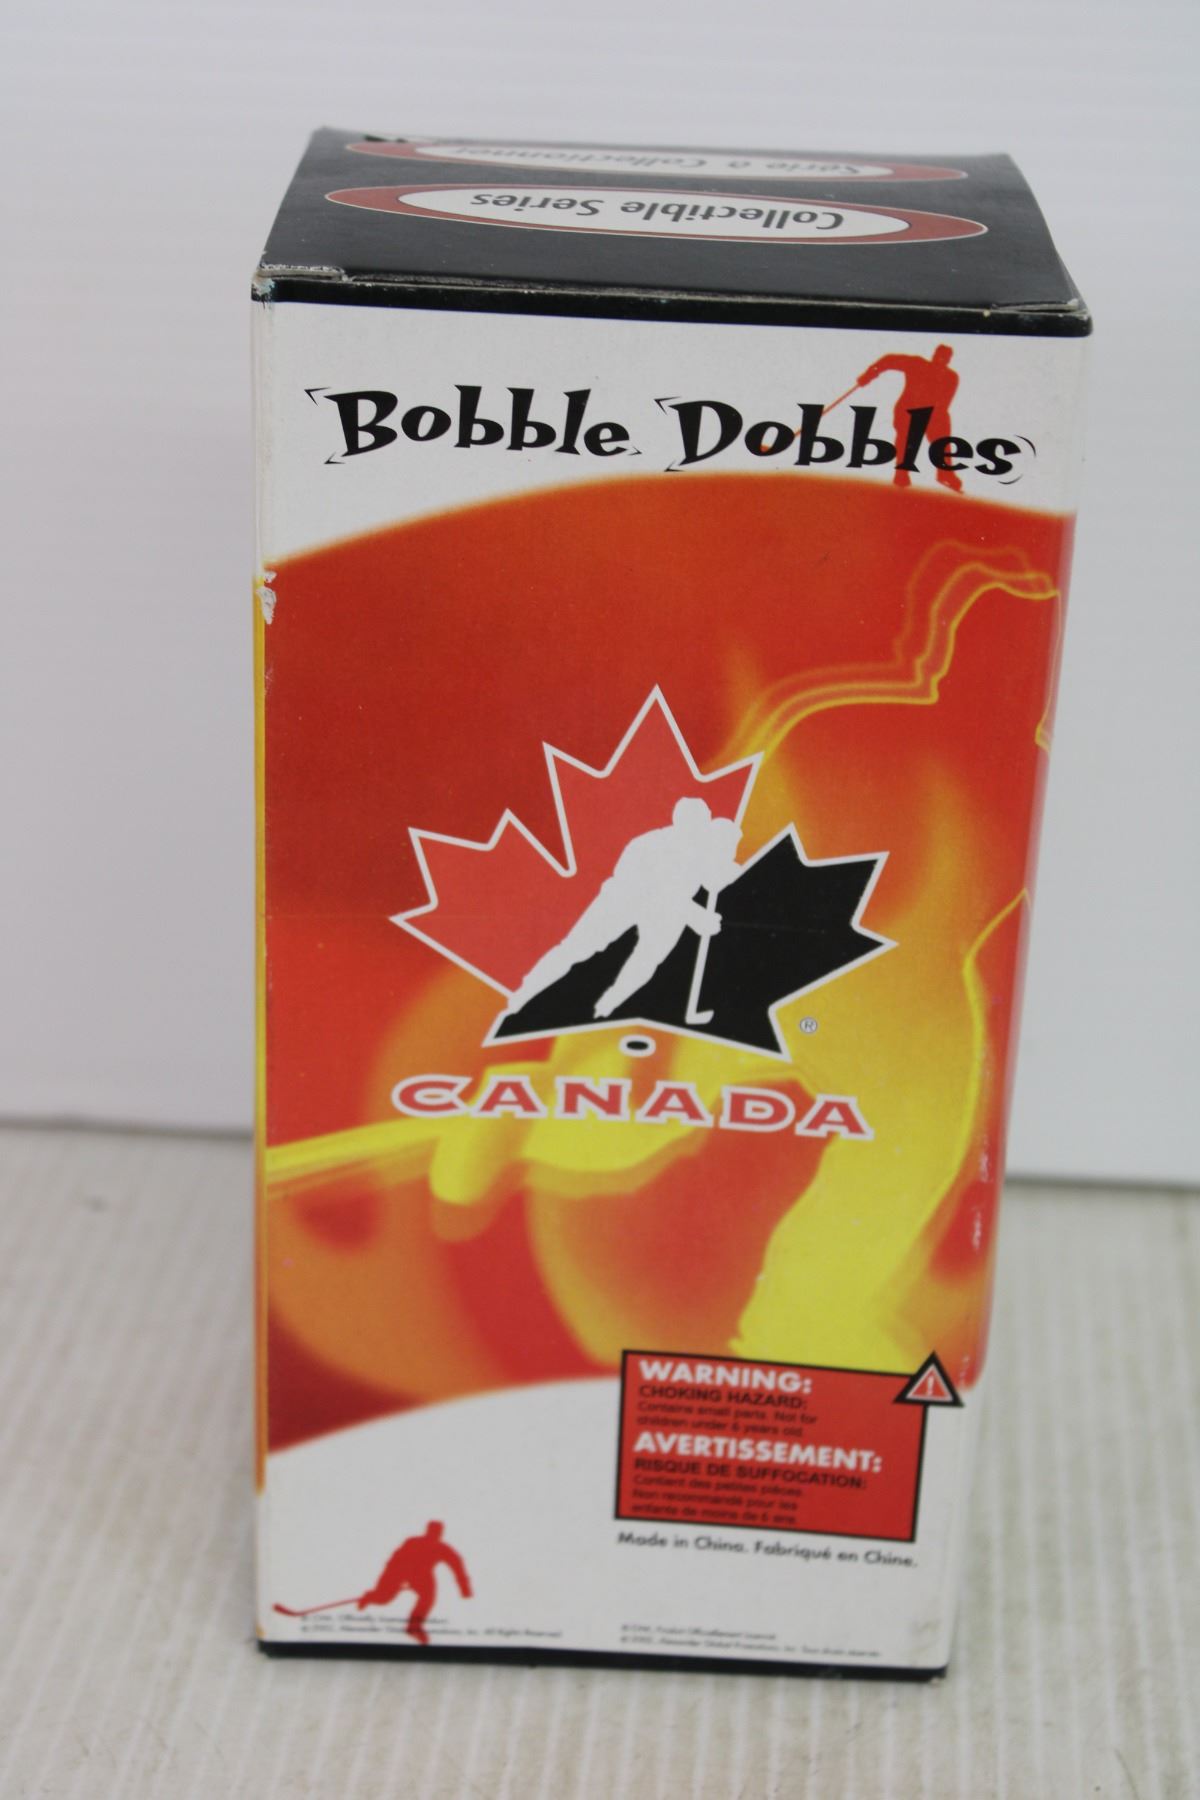 Série à Collectionner
Collectible Series
Bobble Dobbles
®
CANADA
WARNING:
CHOKING HAZARD:
Contains small parts. Not for
children under 6 years old.
AVERTISSEMENT:
RISQUE DE SUFFOCATION:
Contient des petites pièces.
Non recommandé pour les
enfants de moins de 6 ans.
Made in China. Fabriqué en Chine.